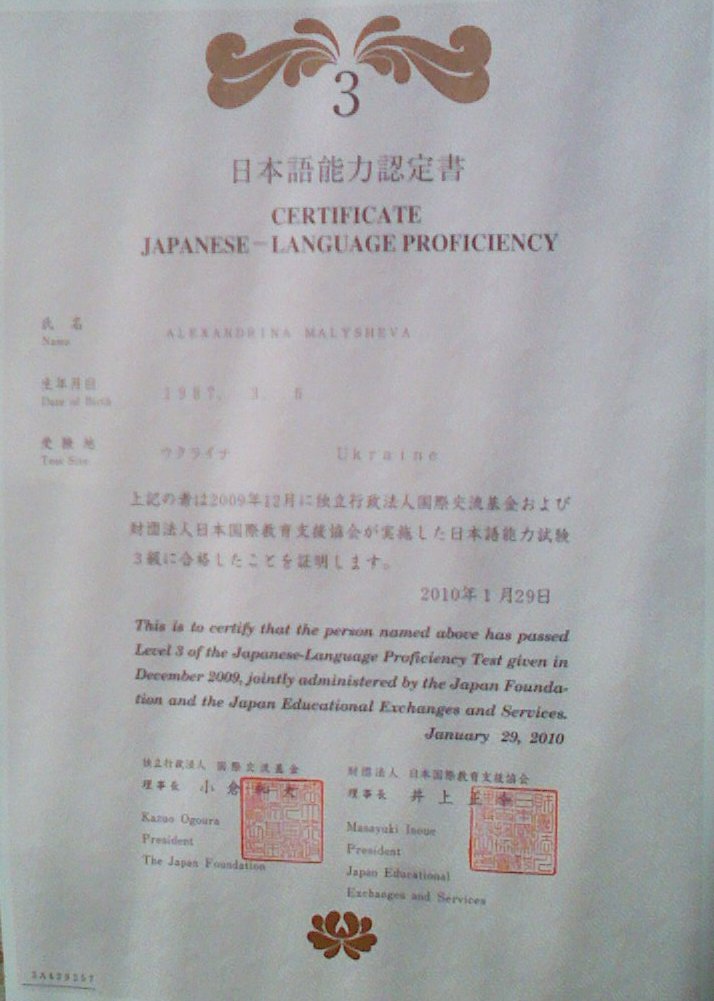 3
日本語能力認定書
CERTIFICATE
JAPANESE-LANGUAGE PROFICIENCY
氏 名 ALEXANDRINA MALYSHEVA
Name
生年月日 1987. 3. 6
Date of Birth
受験地 ウクライナ Ukraine
Test Site
上記の者は2009年12月に独立行政法人国際交流基金および
財団法人日本国際教育支援協会が実施した日本語能力試験
3級に合格したことを証明します。
2010年1月29日
This is to certify that the person named above has passed
Level 3 of the Japanese-Language Proficiency Test given in
December 2009, jointly administered by the Japan Founda-
tion and the Japan Educational Exchanges and Services.
January 29, 2010
独立行政法人 国際交流基金
理事長 小倉和夫
Kazuo Ogoura
President
The Japan Foundation
財団法人 日本国際教育支援協会
理事長 井上正幸
Masayuki Inoue
President
Japan Educational
Exchanges and Services